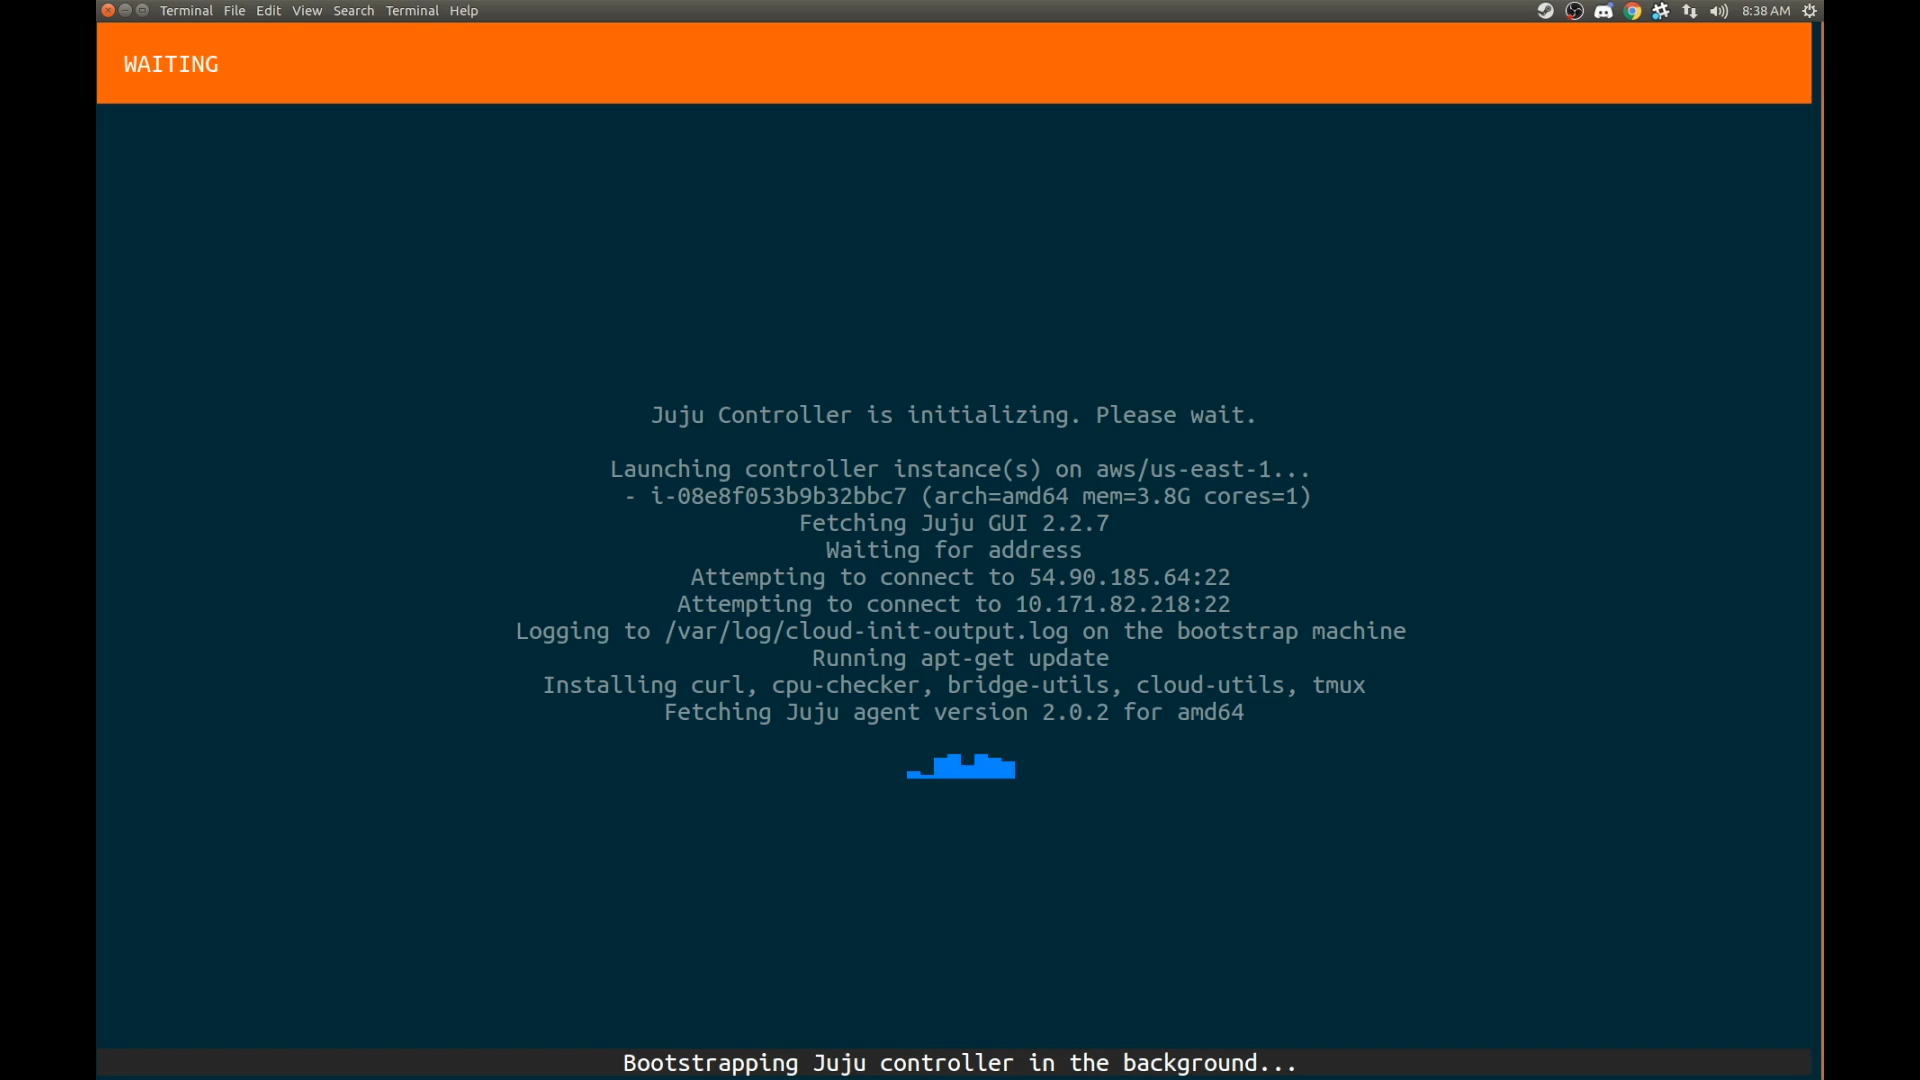 Terminal File Edit View Search Terminal Help 8:38 AM
WAITING
Juju Controller is initializing. Please wait.
Launching controller instance(s) on aws/us-east-1...
- i-08e8f053b9b32bbc7 (arch=amd64 mem=3.8G cores=1)
Fetching Juju GUI 2.2.7
Waiting for address
Attempting to connect to 54.90.185.64:22
Attempting to connect to 10.171.82.218:22
Logging to /var/log/cloud-init-output.log on the bootstrap machine
Running apt-get update
Installing curl, cpu-checker, bridge-utils, cloud-utils, tmux
Fetching Juju agent version 2.0.2 for amd64
Bootstrapping Juju controller in the background...